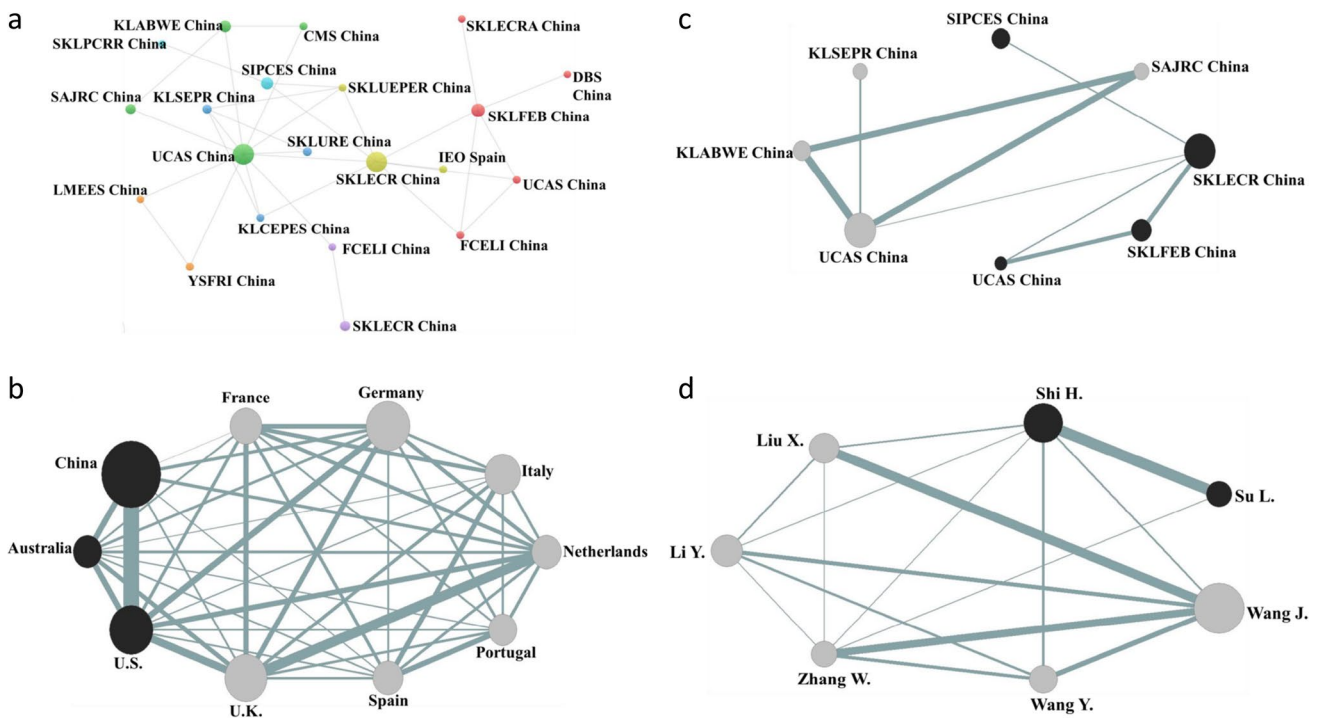 a
KLABWE China
CMS China
SKLECRA China
SKLPCRR China
SIPCES China
SKLUEPER China
DBS
China
SAJRC China
KLSEPR China
SKLFEB China
SKLURE China
UCAS China
IEO Spain
SKLECR China
UCAS China
LMEES China
KLCEPES China
FCELI China
FCELI China
YSFRI China
SKLECR China
c
SIPCES China
KLSEPR China
SAJRC China
KLABWE China
SKLECR China
UCAS China
SKLFEB China
UCAS China
b
France
Germany
China
Italy
Australia
Netherlands
U.S.
Portugal
U.K.
Spain
d
Shi H.
Liu X.
Su L.
Li Y.
Wang J.
Zhang W.
Wang Y.